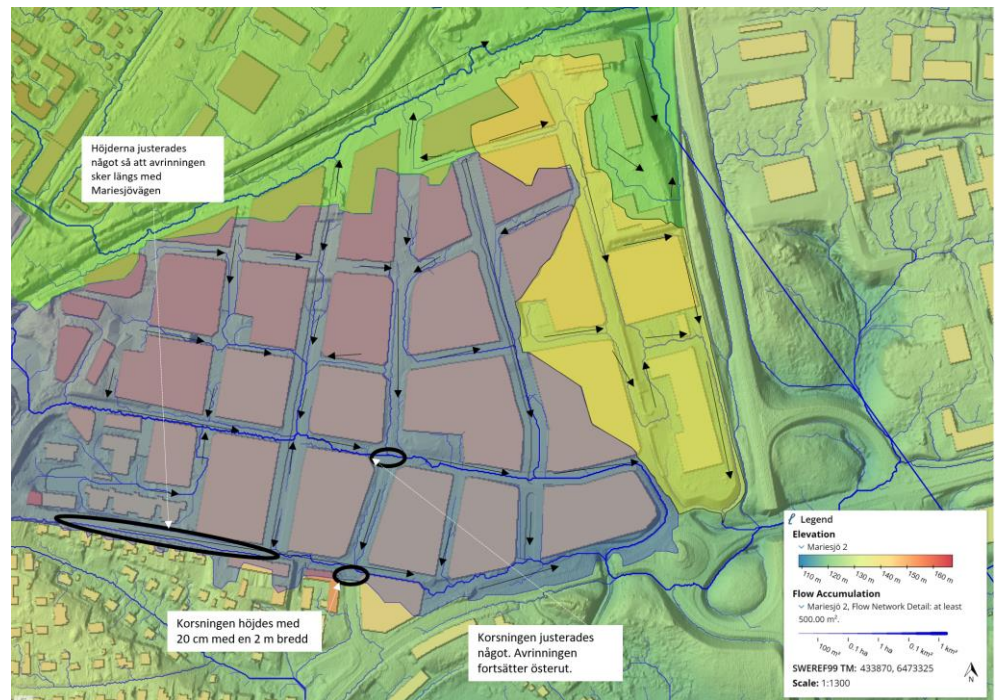 Höjderna justerades
något så att avrinningen
sker längs med
Mariesjövägen
Korsningen höjdes med
20 cm med en 2 m bredd
Korsningen justerades
något. Avrinningen
fortsätter österut.
Legend
Elevation
Mariesjö 2
110 m 120 m 130 m 140 m 150 m 160 m
Flow Accumulation
Mariesjö 2, Flow Network Detail: at least
500.00 m².
100 m² 0.1 ha 1 ha 0.1 km² 1 km²
SWEREF99 TM: 433870, 6473325
Scale: 1:1300
N